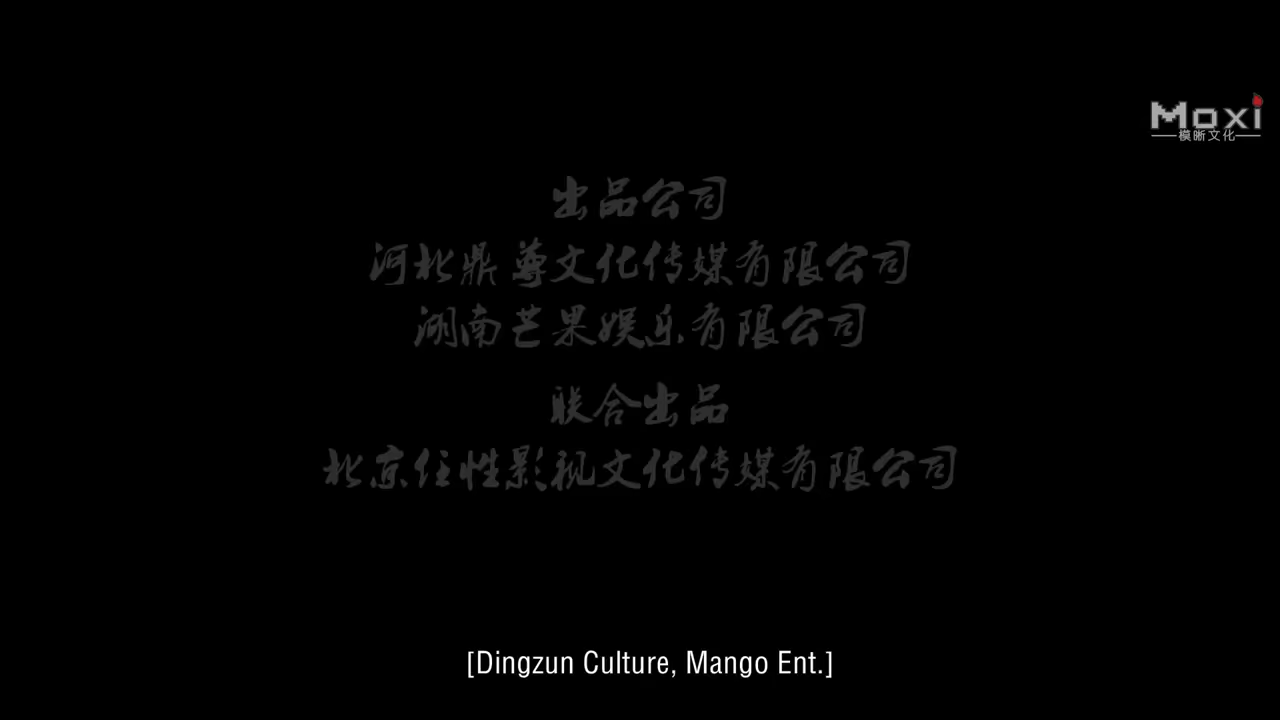 Moxi
模晰文化
出品公司
河北鼎尊文化传媒有限公司
湖南芒果娱乐有限公司
联合出品
北京任性影视文化传媒有限公司
[Dingzun Culture, Mango Ent.]